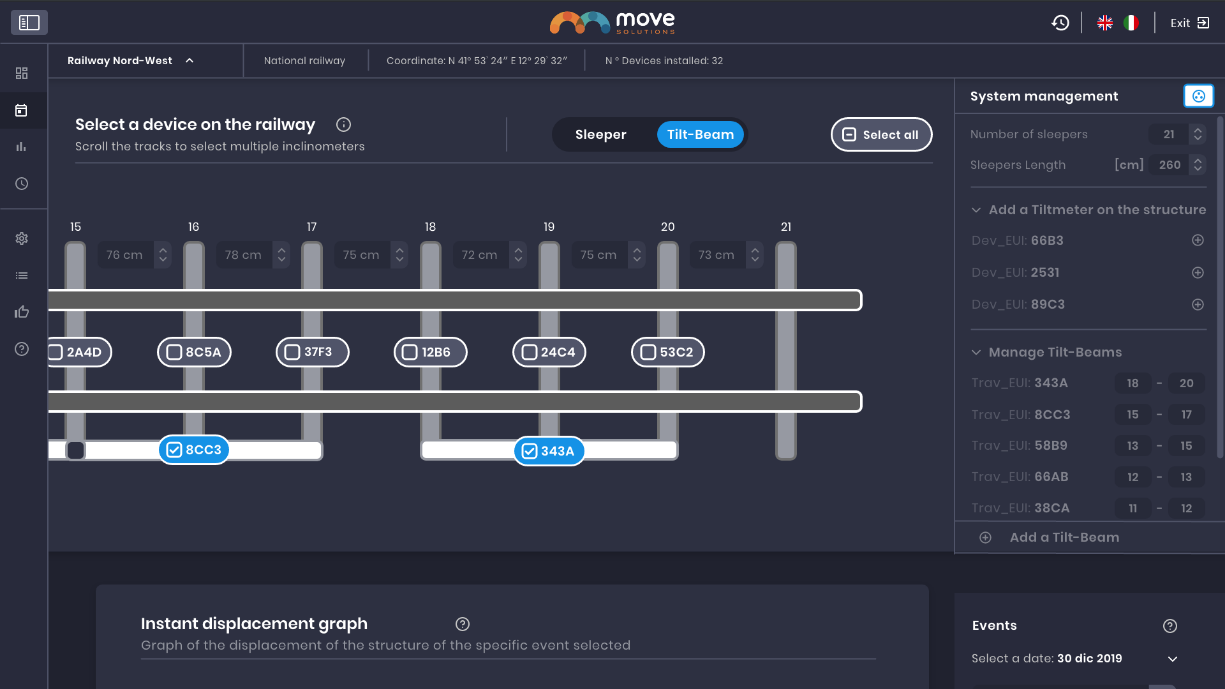 move
SOLUTIONS
Exit
Railway Nord-West
National railway
Coordinate: N 41° 53' 24" E 12° 29' 32"
N ° Devices installed: 32
Select a device on the railway
Scroll the tracks to select multiple inclinometers
Sleeper
Tilt-Beam
Select all
15
16
17
18
19
20
21
76 cm
78 cm
75 cm
72 cm
75 cm
73 cm
2A4D
8C5A
37F3
12B6
24C4
53C2
8CC3
343A
System management
Number of sleepers 21
Sleepers Length [cm] 260
Add a Tiltmeter on the structure
Dev_EUI: 66B3
Dev_EUI: 2531
Dev_EUI: 89C3
Manage Tilt-Beams
Trav_EUI: 343A 18 - 20
Trav_EUI: 8CC3 15 - 17
Trav_EUI: 58B9 13 - 15
Trav_EUI: 66AB 12 - 13
Trav_EUI: 38CA 11 - 12
Add a Tilt-Beam
Instant displacement graph
Graph of the displacement of the structure of the specific event selected
Events
Select a date: 30 dic 2019